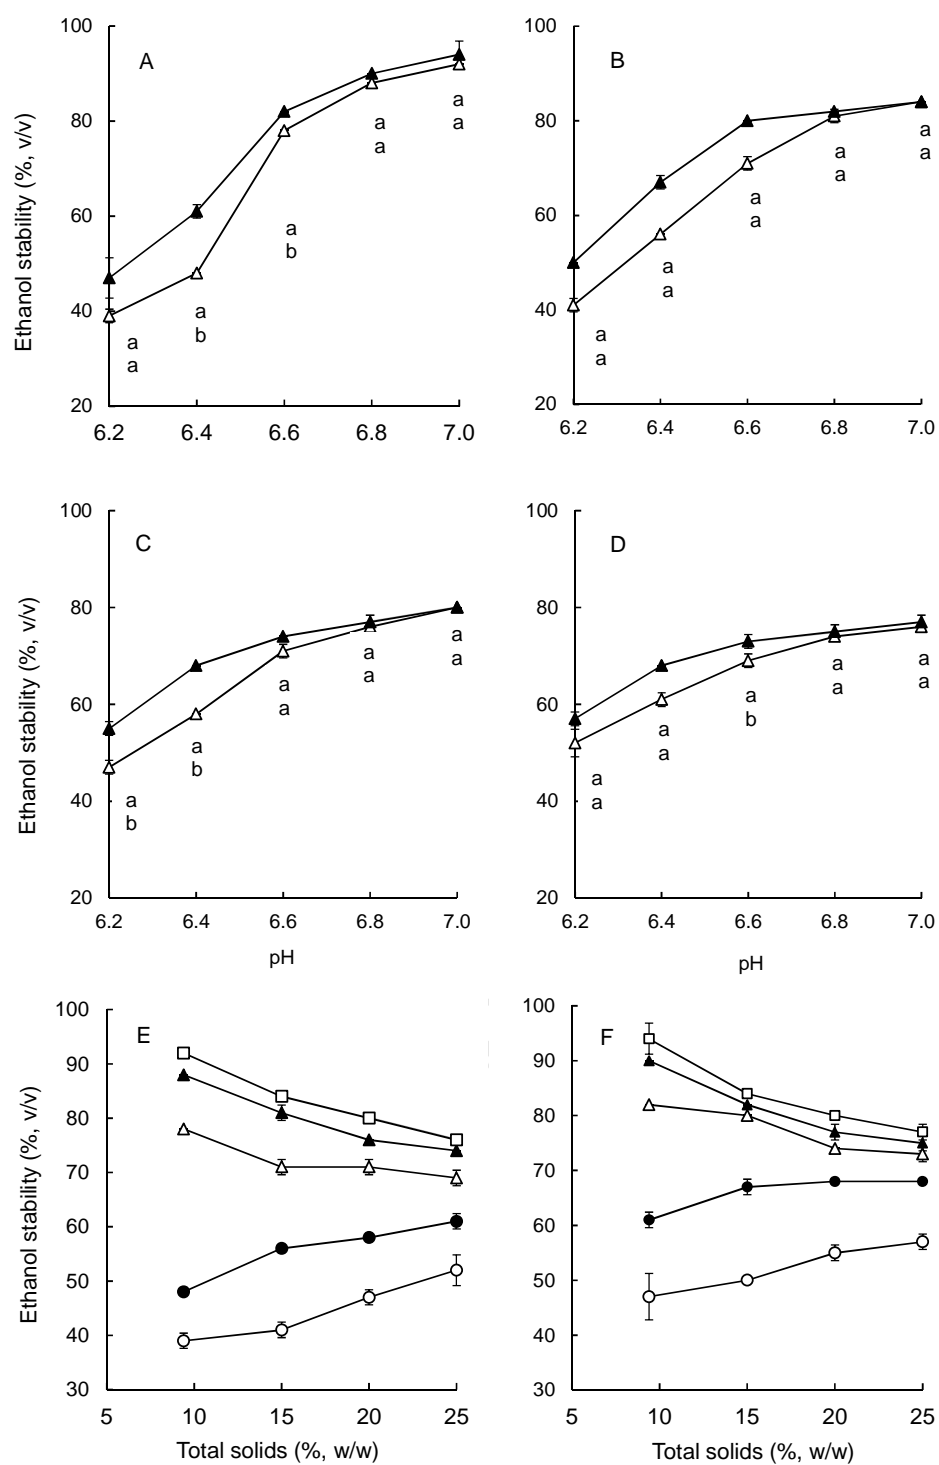 A
100
80
60
40
20
Ethanol stability (%, v/v)
a
a
a
b
a
b
a
a
a
a
6.2 6.4 6.6 6.8 7.0
B
100
80
60
40
20
a
a
a
a
a
a
a
a
a
a
6.2 6.4 6.6 6.8 7.0
C
100
80
60
40
20
Ethanol stability (%, v/v)
a
b
a
b
a
a
a
a
a
a
6.2 6.4 6.6 6.8 7.0
pH
D
100
80
60
40
20
a
a
a
a
a
b
a
a
a
a
6.2 6.4 6.6 6.8 7.0
pH
E
100
90
80
70
60
50
40
30
Ethanol stability (%, v/v)
5 10 15 20 25
Total solids (%, w/w)
F
100
90
80
70
60
50
40
30
5 10 15 20 25
Total solids (%, w/w)